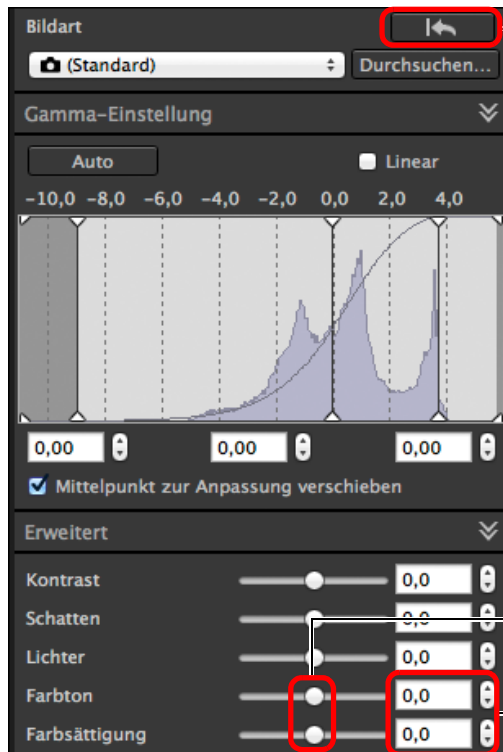 Bildart
(Standard) Durchsuchen...
Gamma-Einstellung
Auto Linear
-10,0 -8,0 -6,0 -4,0 -2,0 0,0 2,0 4,0
0,00 0,00 0,00
Mittelpunkt zur Anpassung verschieben
Erweitert
Kontrast 0,0
Schatten 0,0
Lichter 0,0
Farbton 0,0
Farbsättigung 0,0